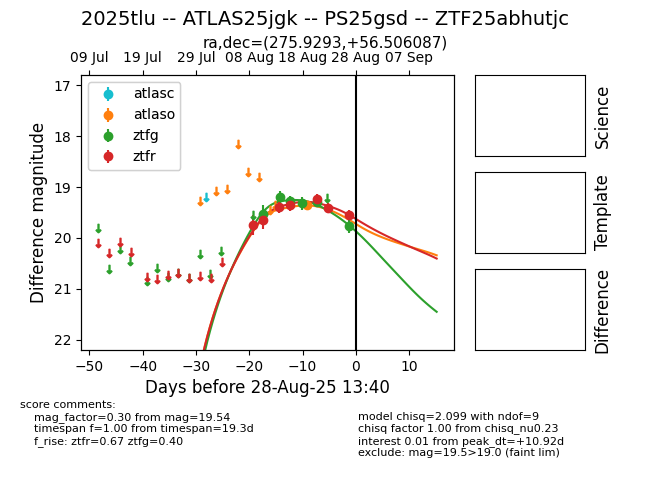 2025tlu -- ATLAS25jgk -- PS25gsd -- ZTF25abhutjc
ra,dec=(275.9293,+56.506087)
09 Jul 19 Jul 29 Jul 08 Aug 18 Aug 28 Aug 07 Sep
atlasc
atlaso
ztfg
ztfr
17
18
19
20
21
22
Difference magnitude
−50 −40 −30 −20 −10 0 10
Days before 28-Aug-25 13:40
Science
Template
Difference
score comments:
mag_factor=0.30 from mag=19.54
timespan f=1.00 from timespan=19.3d
f_rise: ztfr=0.67 ztfg=0.40
model chisq=2.099 with ndof=9
chisq factor 1.00 from chisq_nu0.23
interest 0.01 from peak_dt=+10.92d
exclude: mag=19.5>19.0 (faint lim)